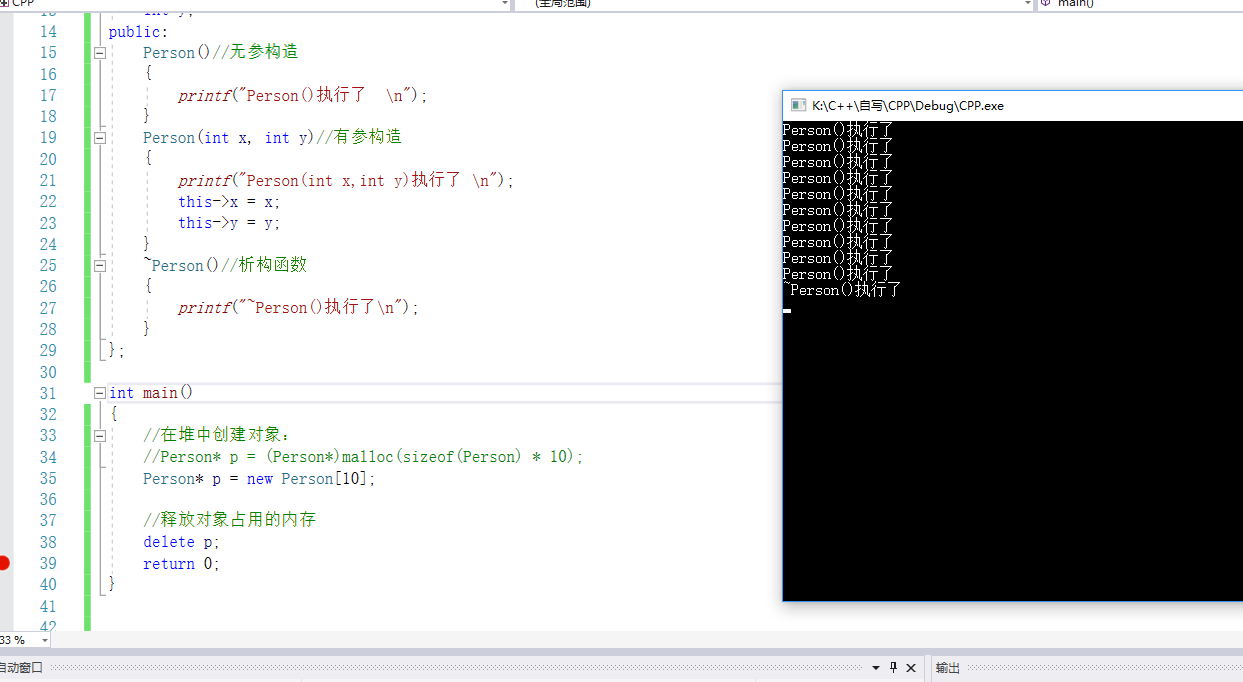 CPP (全局范围) main()
13 int y;
14 public:
15 Person()//无参构造
16 {
17 printf("Person()执行了  \n");
18 }
19 Person(int x, int y)//有参构造
20 {
21 printf("Person(int x,int y)执行了 \n");
22 this->x = x;
23 this->y = y;
24 }
25 ~Person()//析构函数
26 {
27 printf("~Person()执行了\n");
28 }
29 };
30
31 int main()
32 {
33 //在堆中创建对象:
34 //Person* p = (Person*)malloc(sizeof(Person) * 10);
35 Person* p = new Person[10];
36
37 //释放对象占用的内存
38 delete p;
39 return 0;
40 }
41
42
33 %
自动窗口
输出
K:\C++\自写\CPP\Debug\CPP.exe
Person()执行了
Person()执行了
Person()执行了
Person()执行了
Person()执行了
Person()执行了
Person()执行了
Person()执行了
Person()执行了
Person()执行了
~Person()执行了